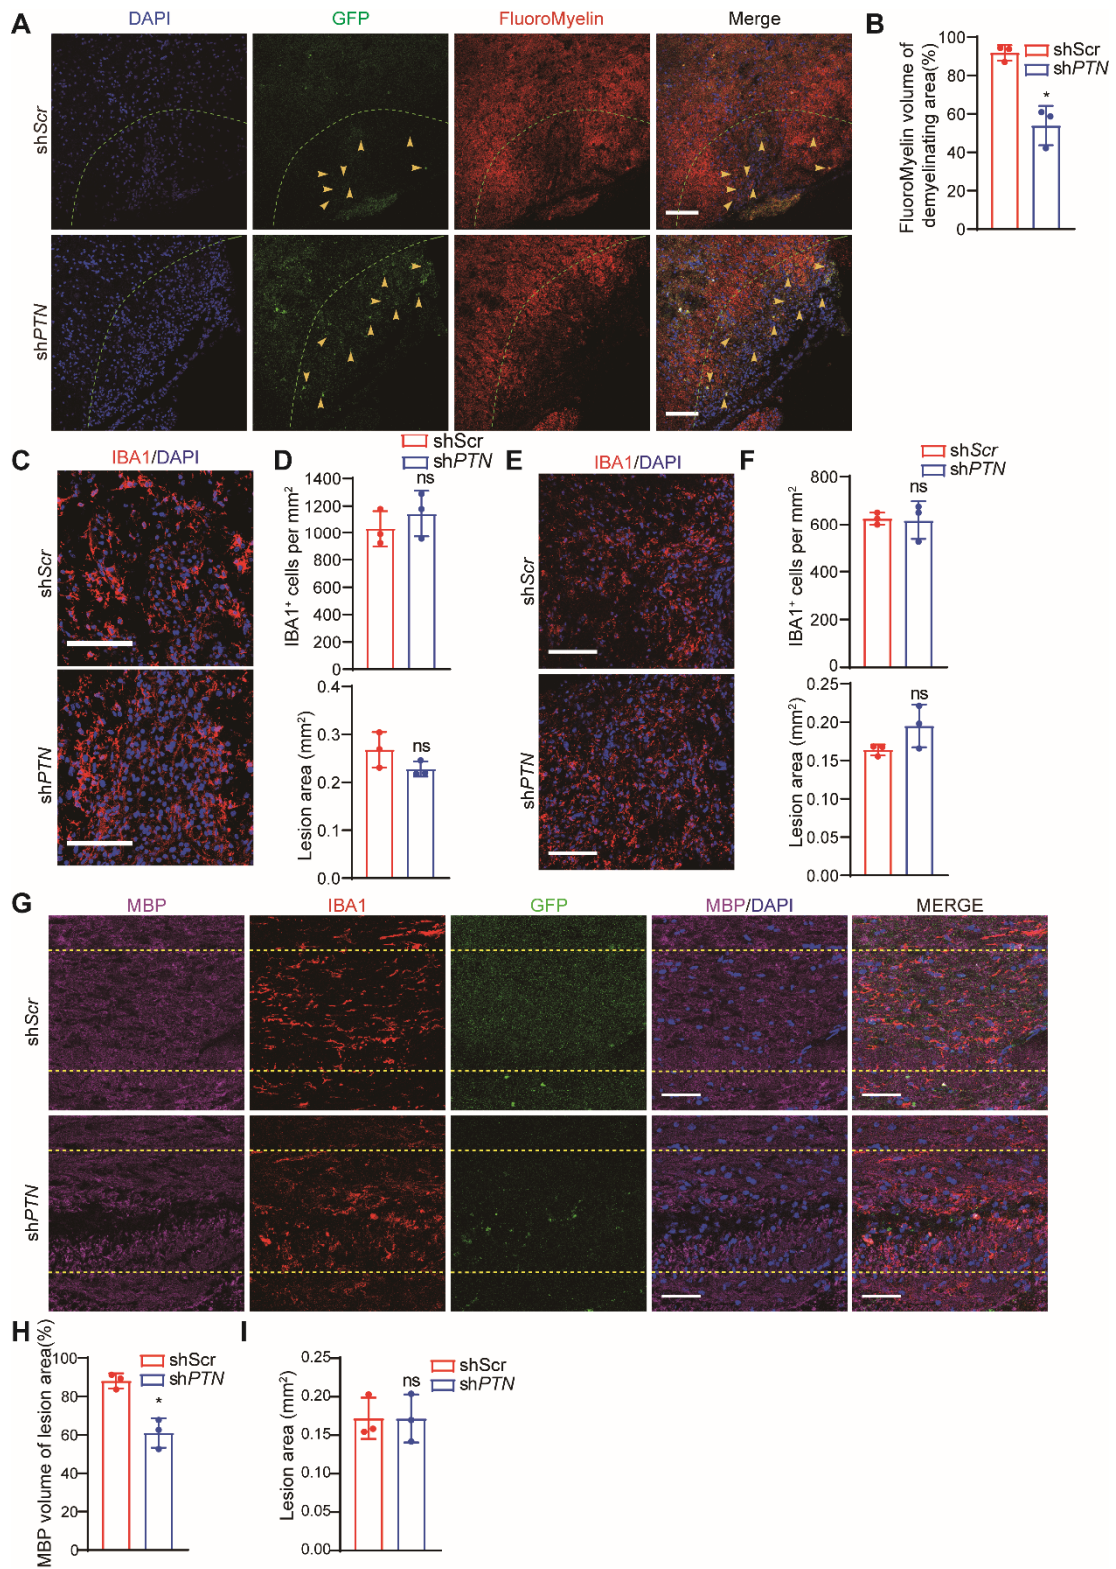 A
DAPI
GFP
FluoroMyelin
Merge
shScr
shPTN
B
FluoroMyelin volume of
demyelinating area(%)
100
80
60
40
20
0
shScr
shPTN
*
C
IBA1/DAPI
shScr
shPTN
D
shScr
shPTN
IBA1⁺ cells per mm²
1400
1200
1000
800
600
400
200
0
ns
Lesion area (mm²)
0.4
0.3
0.2
0.1
0.0
ns
E
IBA1/DAPI
shScr
shPTN
F
shScr
shPTN
IBA1⁺ cells per mm²
800
600
400
200
0
ns
Lesion area (mm²)
0.25
0.20
0.15
0.10
0.05
0.00
ns
G
MBP
IBA1
GFP
MBP/DAPI
MERGE
shScr
shPTN
H
MBP volume of lesion area(%)
100
80
60
40
20
0
shScr
shPTN
*
I
Lesion area (mm²)
0.25
0.20
0.15
0.10
0.05
0.00
ns
shScr
shPTN